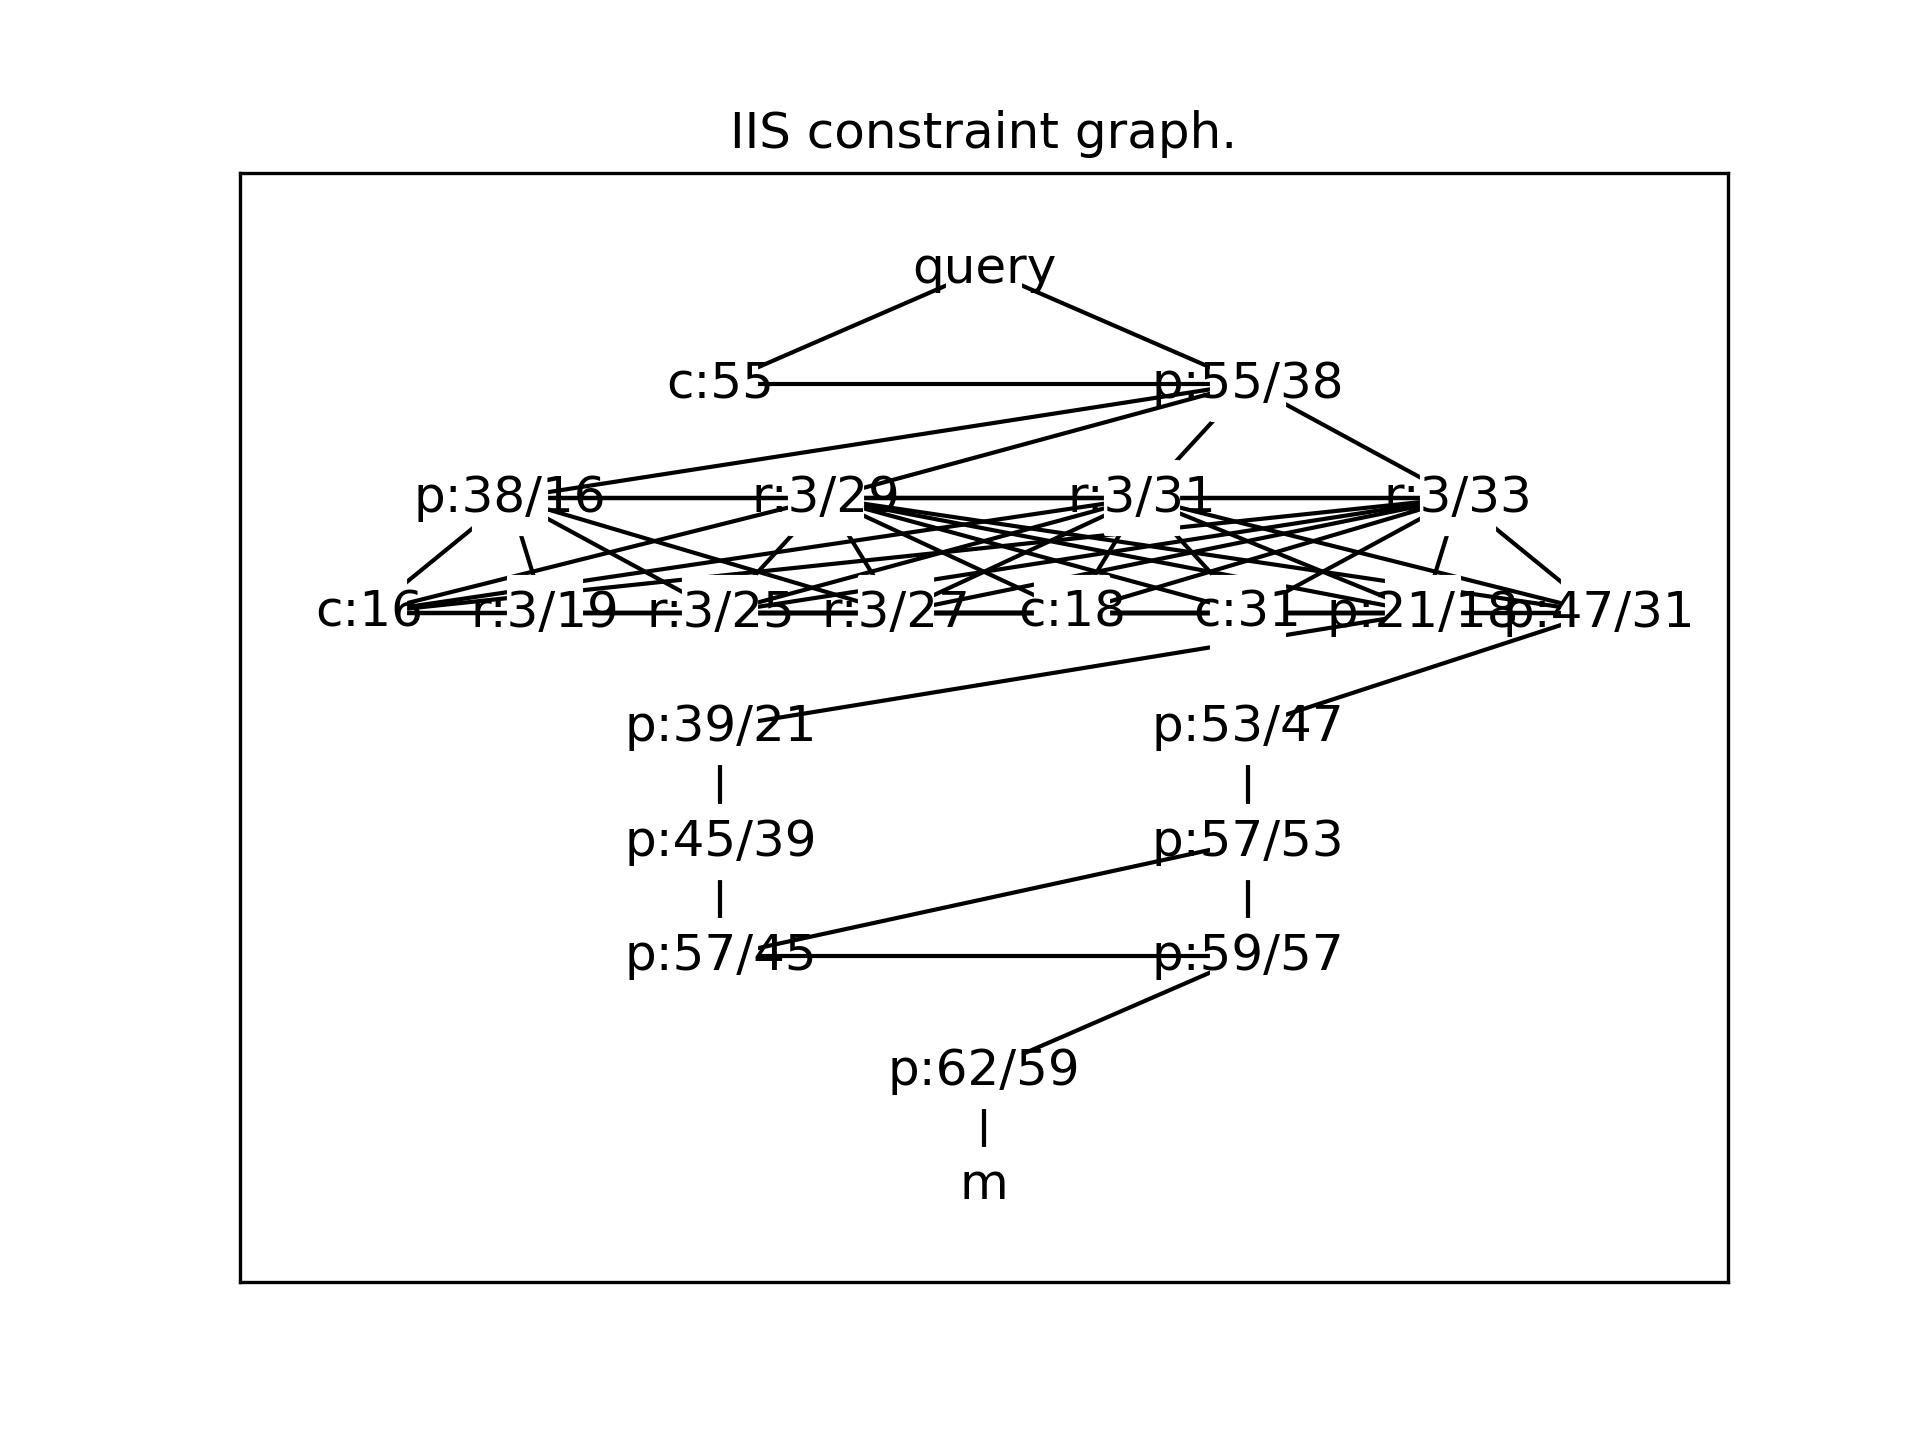 IIS constraint graph.
query
c:55 p:55/38
p:38/16 r:3/29 r:3/31 r:3/33
c:16 r:3/19 r:3/25 r:3/27 c:18 c:31 p:21/18 p:47/31
p:39/21 p:53/47
p:45/39 p:57/53
p:57/45 p:59/57
p:62/59
m